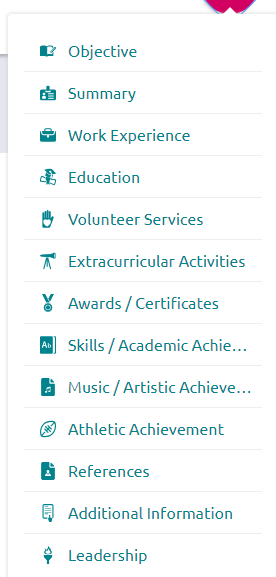 Objective
Summary
Work Experience
Education
Volunteer Services
Extracurricular Activities
Awards / Certificates
Skills / Academic Achie...
Music / Artistic Achieve...
Athletic Achievement
References
Additional Information
Leadership